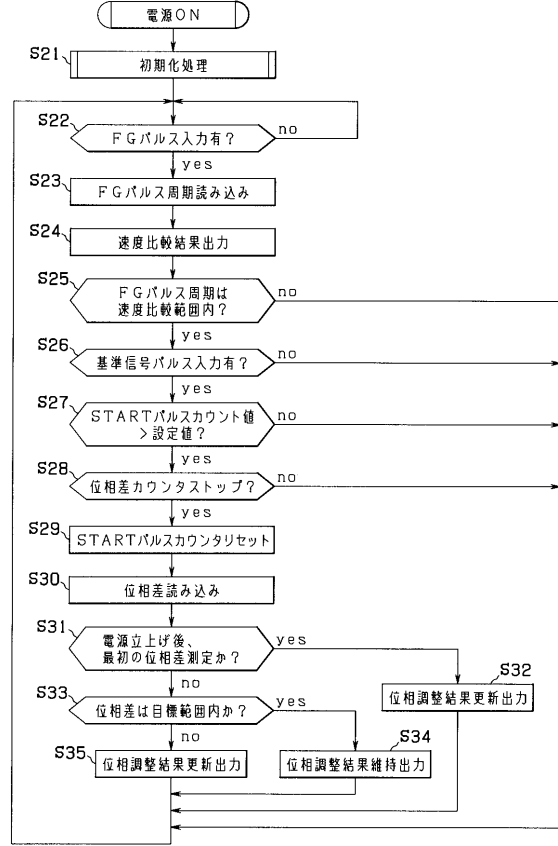 電源ON
S21
初期化処理
S22
FGパルス入力有?
no
yes
S23
FGパルス周期読み込み
S24
速度比較結果出力
S25
FGパルス周期は
速度比較範囲内?
no
yes
S26
基準信号パルス入力有?
no
yes
S27
STARTパルスカウント値
>設定値?
no
yes
S28
位相差カウンタストップ?
no
yes
S29
STARTパルスカウンタリセット
S30
位相差読み込み
S31
電源立上げ後、
最初の位相差測定か?
yes
no
S32
位相調整結果更新出力
S33
位相差は目標範囲内か?
yes
no
S34
位相調整結果維持出力
S35
位相調整結果更新出力